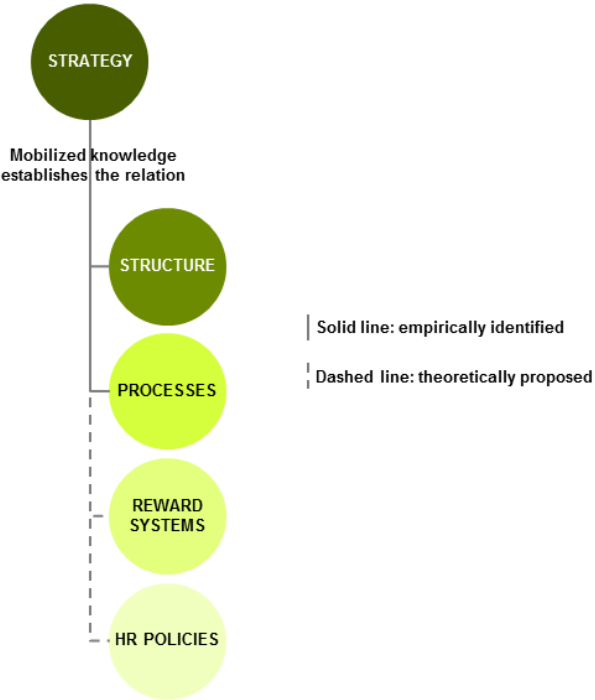 STRATEGY
Mobilized knowledge
establishes the relation
STRUCTURE
Solid line: empirically identified
Dashed line: theoretically proposed
PROCESSES
REWARD
SYSTEMS
HR POLICIES